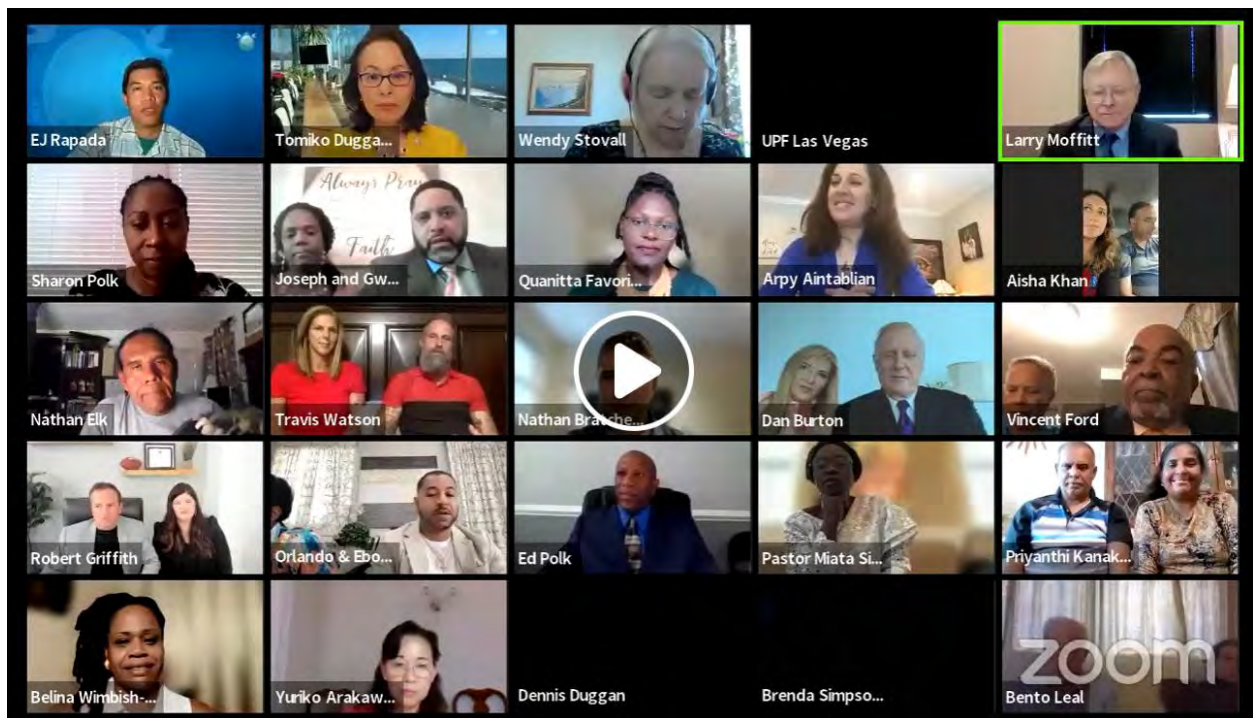 EJ Rapada
Tomiko Dugga...
Wendy Stovall
UPF Las Vegas
Larry Moffitt
Sharon Polk
Always Pray
Faith
Joseph and Gw...
Quanitta Favori...
Arpy Aintablian
Aisha Khan
Nathan Elk
Travis Watson
Nathan Bratche...
Dan Burton
Vincent Ford
Robert Griffith
Orlando & Ebo...
Ed Polk
Pastor Miata Si...
Priyanthi Kanak...
Belina Wimbish-...
Yuriko Arakaw...
Dennis Duggan
Brenda Simpso...
zoom
Bento Leal